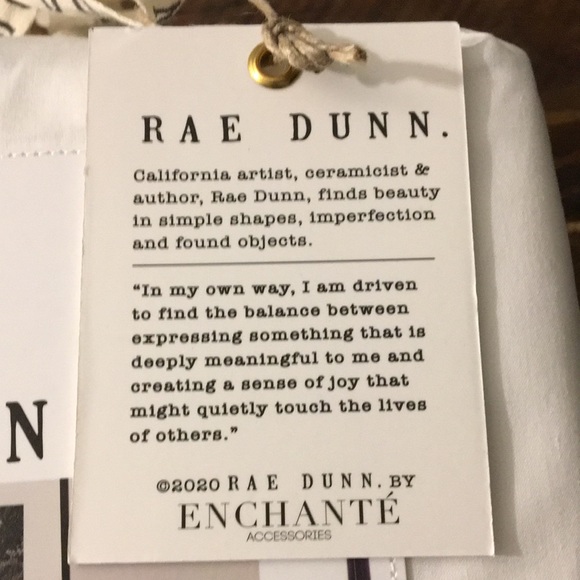 RAE DUNN.
California artist, ceramicist &
author, Rae Dunn, finds beauty
in simple shapes, imperfection
and found objects.
“In my own way, I am driven
to find the balance between
expressing something that is
deeply meaningful to me and
creating a sense of joy that
might quietly touch the lives
of others.”
N
©2020 RAE DUNN. BY
ENCHANTÉ
ACCESSORIES